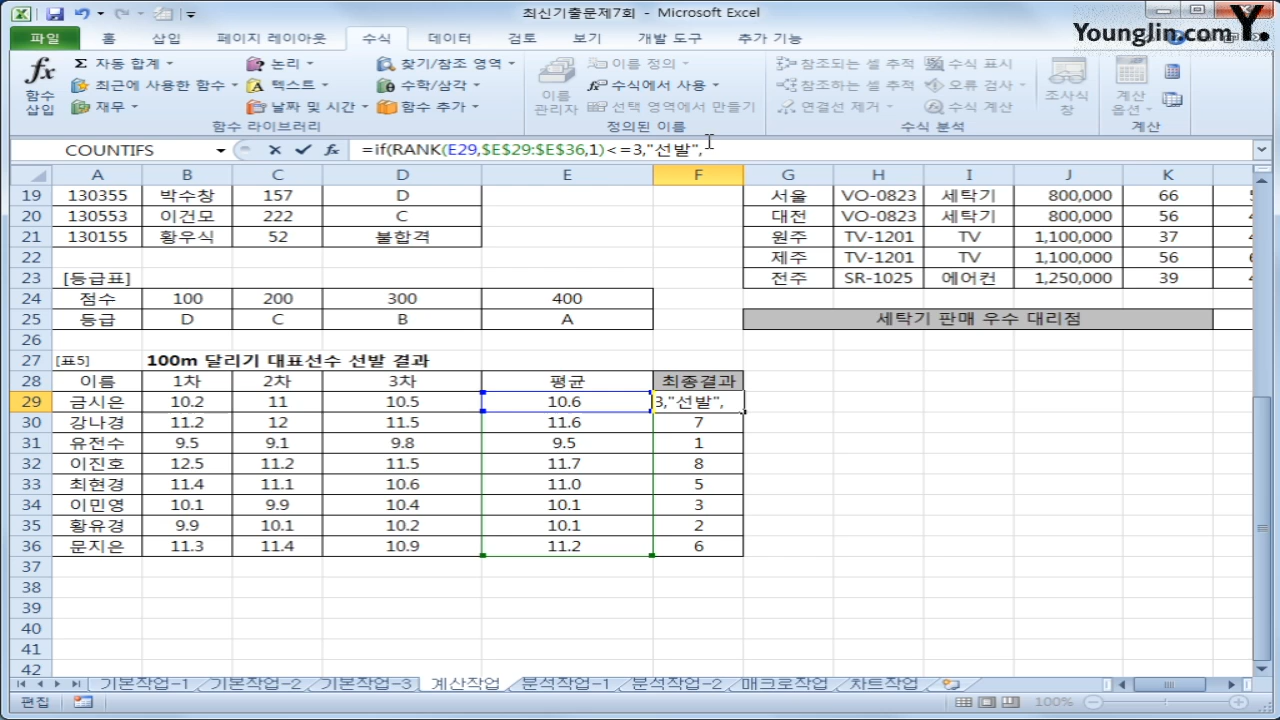 최신기출문제7회 - Microsoft Excel
YoungJin.com Y.
파일 홈 삽입 페이지 레이아웃 수식 데이터 검토 보기 개발 도구 추가 기능
fx 함수 삽입
Σ 자동 합계 논리 찾기/참조 영역
최근에 사용한 함수 텍스트 수학/삼각
재무 날짜 및 시간 함수 추가
함수 라이브러리
이름 관리자
이름 정의
수식에서 사용
선택 영역에서 만들기
정의된 이름
참조되는 셀 추적 수식 표시
참조하는 셀 추적 오류 검사
연결선 제거 수식 계산
조사식 창
수식 분석
계산 옵션
계산
COUNTIFS fx =if(RANK(E29,$E$29:$E$36,1)<=3,"선발",
A B C D E F G H I J K
19 130355 박수창 157 D 서울 VO-0823 세탁기 800,000 66
20 130553 이건모 222 C 대전 VO-0823 세탁기 800,000 56
21 130155 황우식 52 불합격 원주 TV-1201 TV 1,100,000 37
22 제주 TV-1201 TV 1,100,000 56
23 [등급표] 전주 SR-1025 에어컨 1,250,000 39
24 점수 100 200 300 400
25 등급 D C B A 세탁기 판매 우수 대리점
26
27 [표5] 100m 달리기 대표선수 선발 결과
28 이름 1차 2차 3차 평균 최종결과
29 금시은 10.2 11 10.5 10.6 3,"선발",
30 강나경 11.2 12 11.5 11.6 7
31 유전수 9.5 9.1 9.8 9.5 1
32 이진호 12.5 11.2 11.5 11.7 8
33 최현경 11.4 11.1 10.6 11.0 5
34 이민영 10.1 9.9 10.4 10.1 3
35 황유경 9.9 10.1 10.2 10.1 2
36 문지은 11.3 11.4 10.9 11.2 6
37
38
39
40
41
42
기본작업-1 기본작업-2 기본작업-3 계산작업 분석작업-1 분석작업-2 매크로작업 차트작업
편집 100%